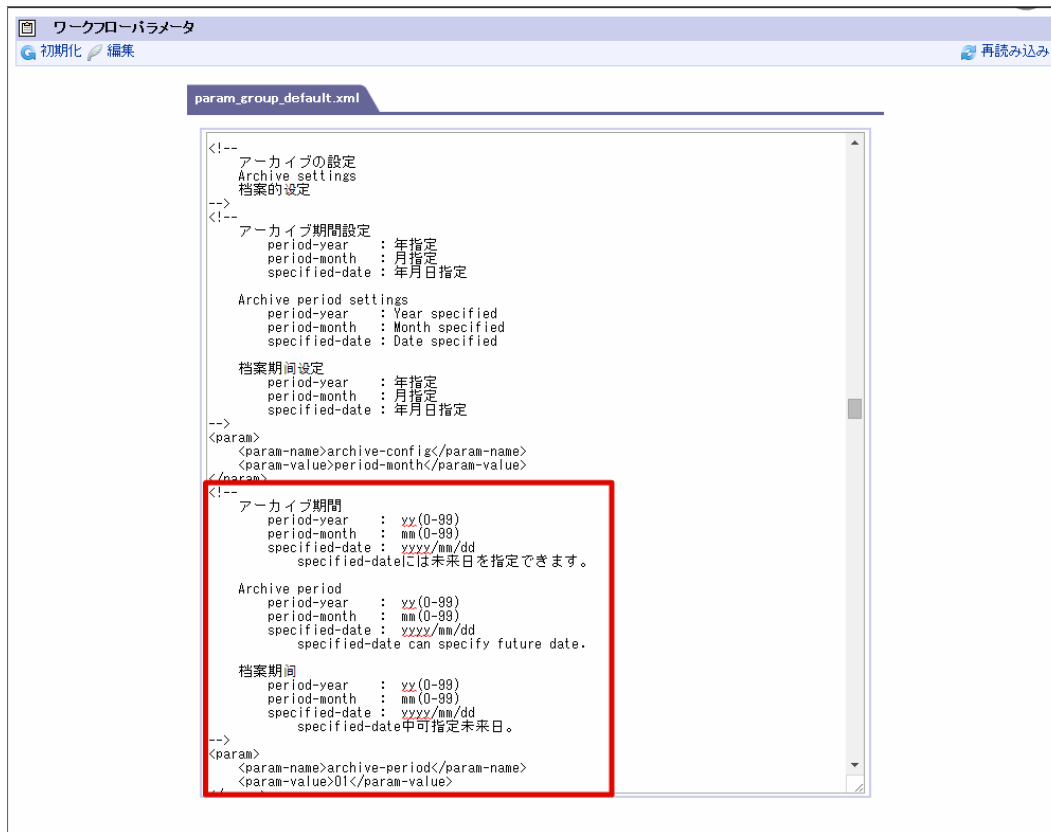 ワークフローパラメータ
初期化 編集 再読み込み
param_group_default.xml
<!--
アーカイブの設定
Archive settings
档案的设定
-->
<!--
アーカイブ期間設定
period-year : 年指定
period-month : 月指定
specified-date : 年月日指定
Archive period settings
period-year : Year specified
period-month : Month specified
specified-date : Date specified
档案期间设定
period-year : 年指定
period-month : 月指定
specified-date : 年月日指定
-->
<param>
<param-name>archive-config</param-name>
<param-value>period-month</param-value>
</param>
<!--
アーカイブ期間
period-year : yy(0-99)
period-month : mm(0-99)
specified-date : yyyy/mm/dd
specified-dateには未来日を指定できます。
Archive period
period-year : yy(0-99)
period-month : mm(0-99)
specified-date : yyyy/mm/dd
specified-date can specify future date.
档案期间
period-year : yy(0-99)
period-month : mm(0-99)
specified-date : yyyy/mm/dd
specified-date中可指定未来日。
-->
<param>
<param-name>archive-period</param-name>
<param-value>01</param-value>